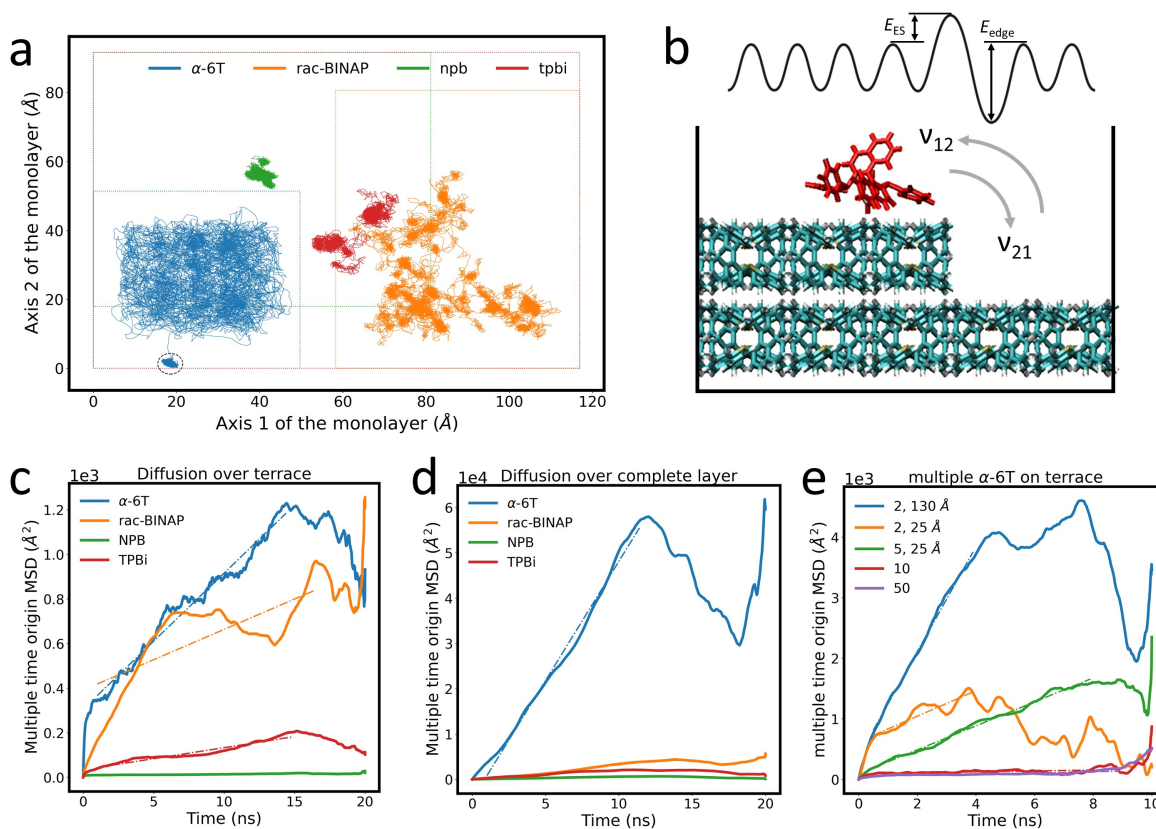 a
α-6T rac-BINAP npb tpbi
80
60
40
20
0
Axis 2 of the monolayer (Å)
0 20 40 60 80 100 120
Axis 1 of the monolayer (Å)
b
E_ES
E_edge
ν12
ν21
c
1e3 Diffusion over terrace
α-6T
rac-BINAP
NPB
TPBi
1.2
1.0
0.8
0.6
0.4
0.2
0.0
Multiple time origin MSD (Å²)
0 5 10 15 20
Time (ns)
d
1e4 Diffusion over complete layer
α-6T
rac-BINAP
NPB
TPBi
6
5
4
3
2
1
0
Multiple time origin MSD (Å²)
0 5 10 15 20
Time (ns)
e
1e3 multiple α-6T on terrace
2, 130 Å
2, 25 Å
5, 25 Å
10
50
4
3
2
1
0
multiple time origin MSD (Å²)
0 2 4 6 8 10
Time (ns)